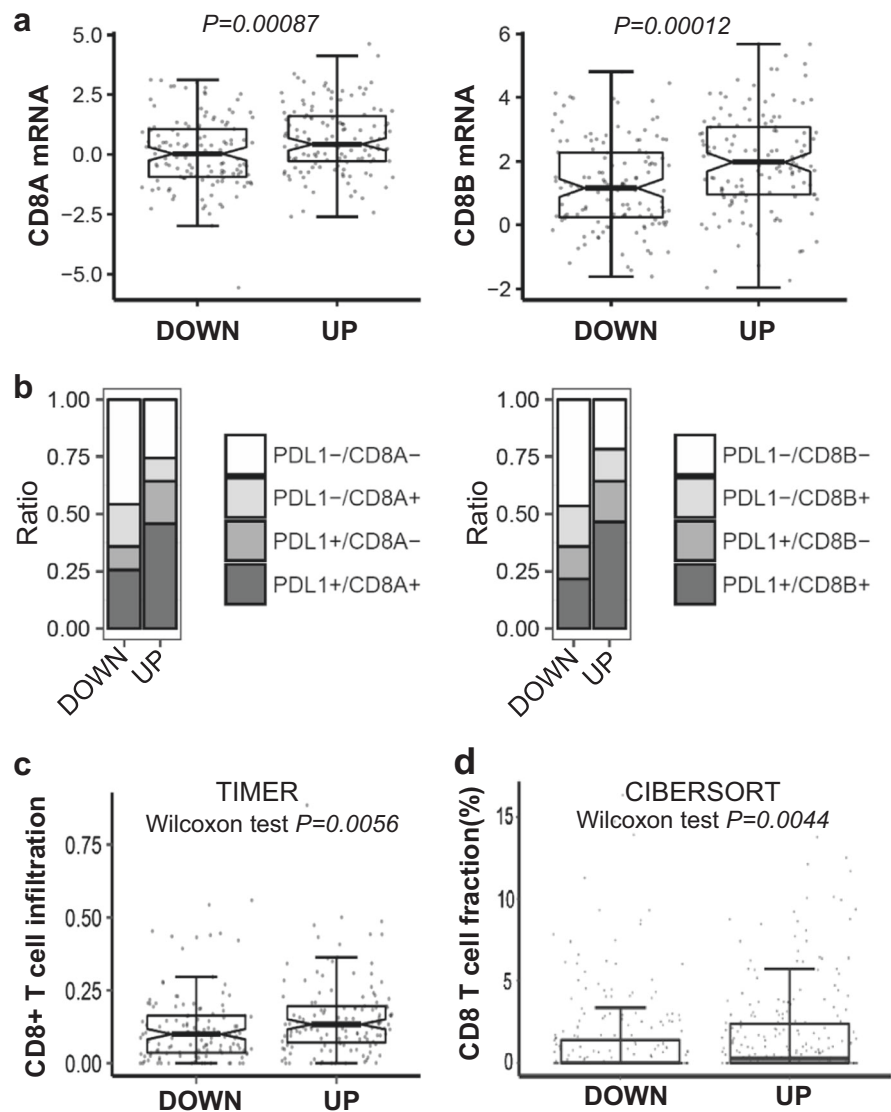 a
P=0.00087
CD8A mRNA
5.0
2.5
0.0
−2.5
−5.0
DOWN
UP
P=0.00012
CD8B mRNA
6
4
2
0
−2
DOWN
UP
b
Ratio
1.00
0.75
0.50
0.25
0.00
DOWN
UP
PDL1−/CD8A−
PDL1−/CD8A+
PDL1+/CD8A−
PDL1+/CD8A+
Ratio
1.00
0.75
0.50
0.25
0.00
DOWN
UP
PDL1−/CD8B−
PDL1−/CD8B+
PDL1+/CD8B−
PDL1+/CD8B+
c
TIMER
Wilcoxon test P=0.0056
CD8+ T cell infiltration
0.75
0.50
0.25
0.00
DOWN
UP
d
CIBERSORT
Wilcoxon test P=0.0044
CD8 T cell fraction(%)
15
10
5
0
DOWN
UP